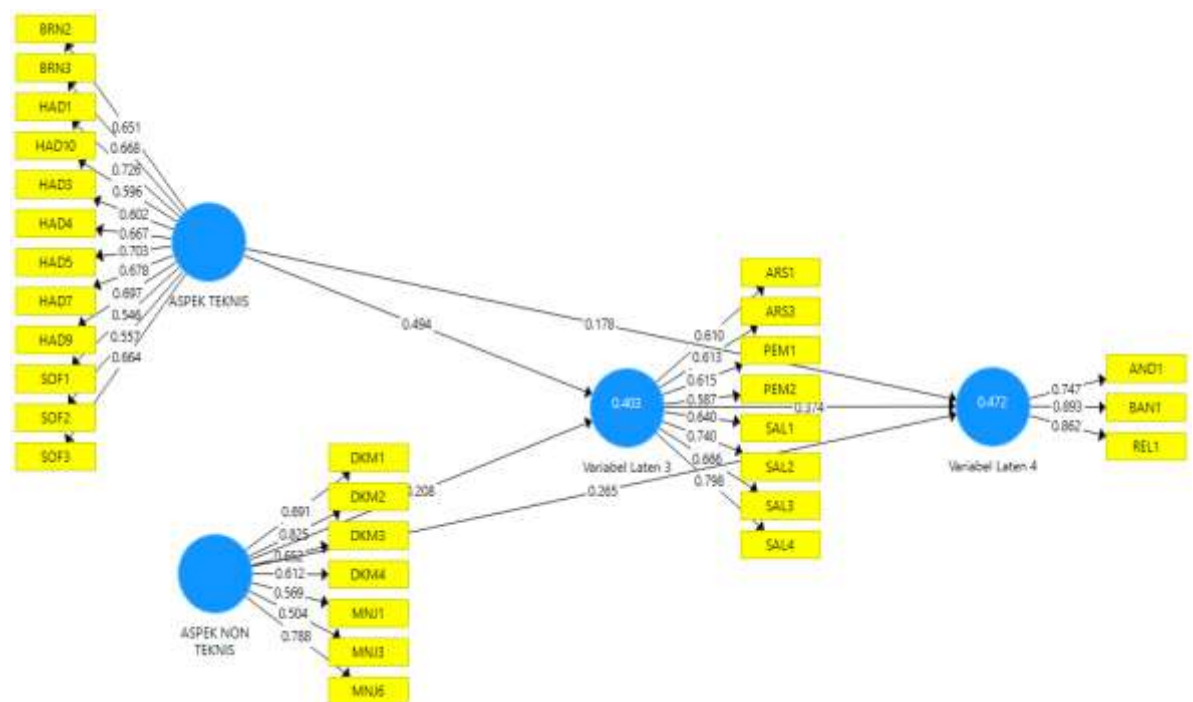 BRN2
BRN3
HAD1
HAD10
HAD3
HAD4
HAD5
HAD7
HAD9
SOF1
SOF2
SOF3
0.651
0.668
0.726
0.596
0.602
0.667
0.703
0.678
0.697
0.546
0.557
0.664
ASPEK TEKNIS
0.494
0.178
0.208
0.265
0.374
DKM1
DKM2
DKM3
DKM4
MNJ1
MNJ3
MNJ6
0.691
0.825
0.612
0.569
0.504
0.788
ASPEK NON
TEKNIS
0.403
Variabel Laten 3
0.610
0.613
0.615
0.587
0.640
0.740
0.666
0.798
ARS1
ARS3
PEM1
PEM2
SAL1
SAL2
SAL3
SAL4
0.472
Variabel Laten 4
0.747
0.893
0.862
AND1
BAN1
REL1